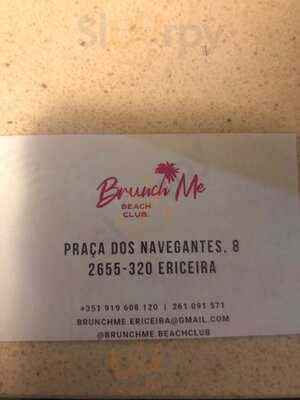 Slurrpy
Brunch Me
BEACH
CLUB.
PRAÇA DOS NAVEGANTES, 8
2655-320 ERICEIRA
+351 919 608 120 | 261 091 571
BRUNCHME.ERICEIRA@GMAIL.COM
@BRUNCHME.BEACHCLUB